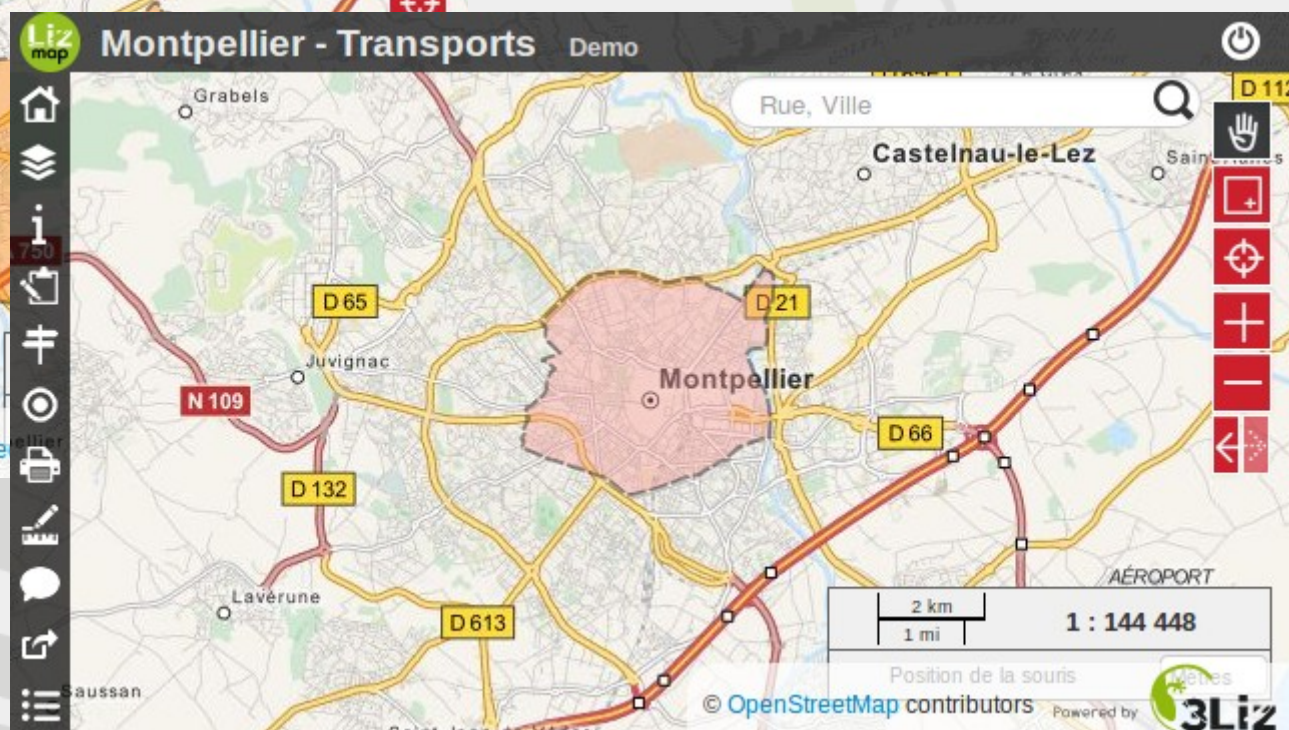 Liz
map
Montpellier - Transports Demo
D 112
Grabels
Rue, Ville
Castelnau-le-Lez
D 65
D 21
Juvignac
Montpellier
N 109
D 66
D 132
AÉROPORT
Lavérune
2 km
1 mi
1 : 144 448
D 613
Position de la souris
Mètres
Saussan
© OpenStreetMap contributors
Powered by
3Liz